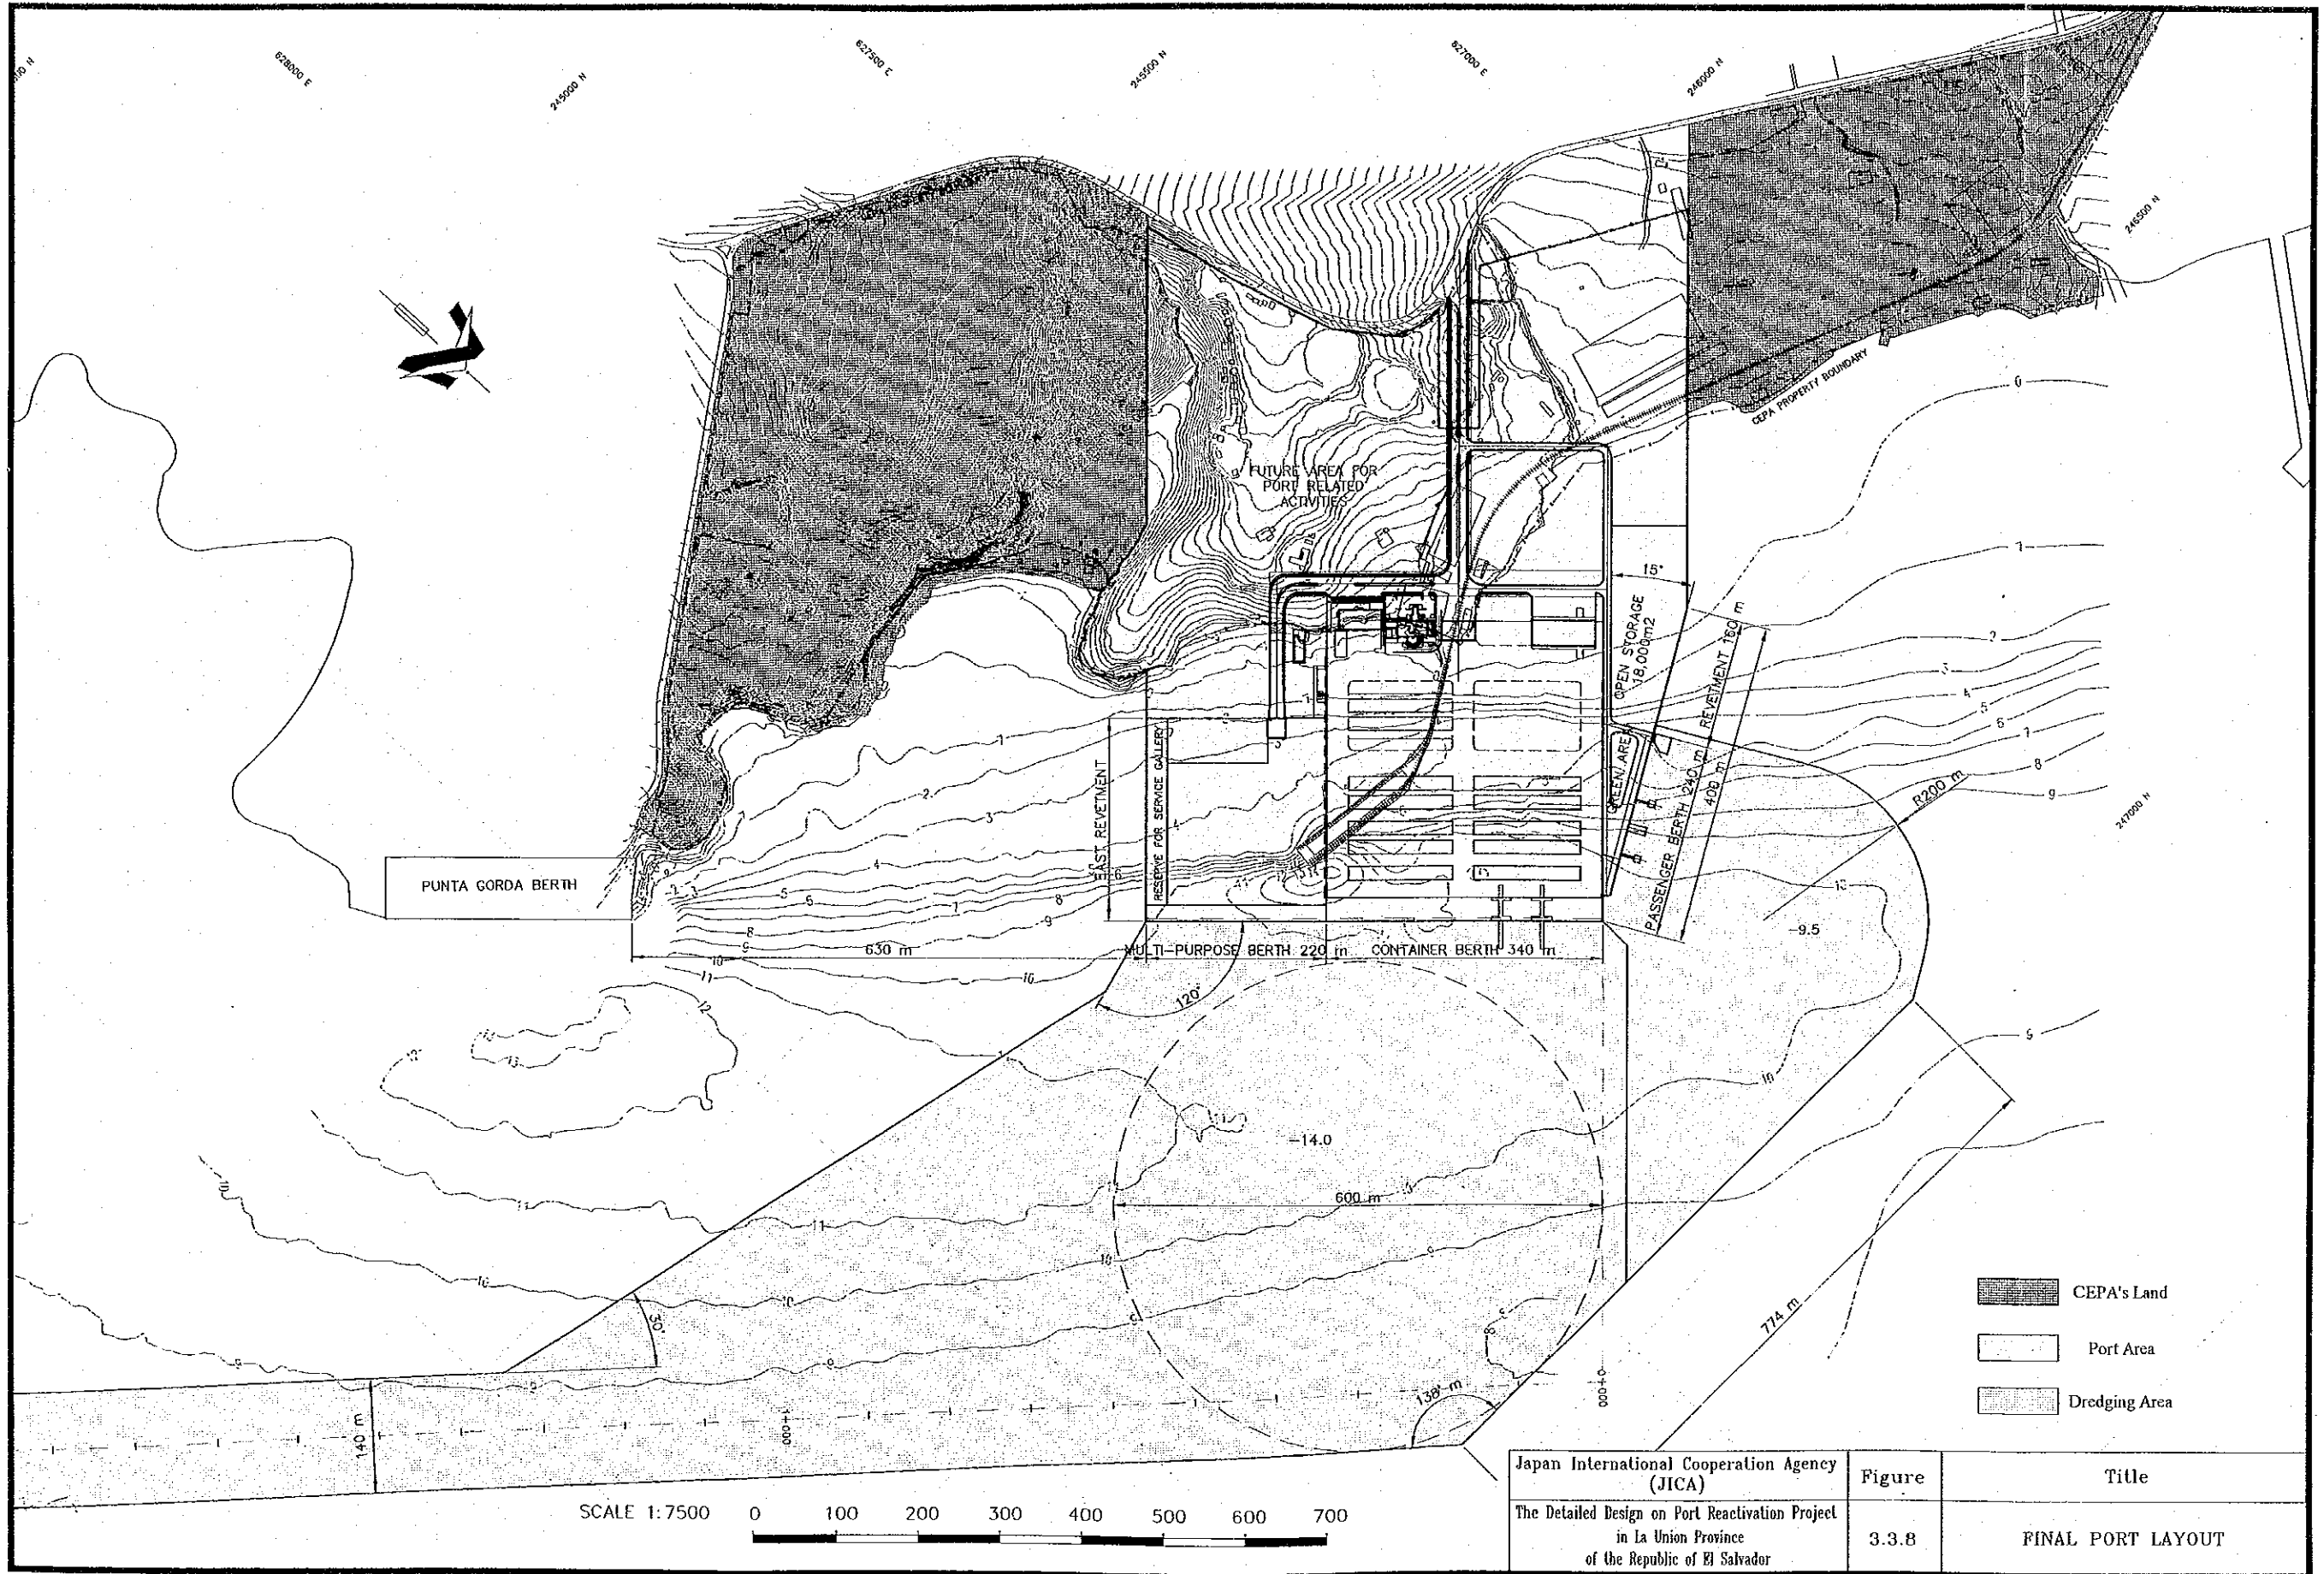 628000 E
245000 N
627500 E
245500 N
627000 E
246000 N
246500 N
247000 N
CEPA PROPERTY BOUNDARY
FUTURE AREA FOR
PORT RELATED
ACTIVITIES
15°
OPEN STORAGE
18,000m2
REVETMENT 160 m
GREEN AREA
PASSENGER BERTH 240 m
400 m
R200 m
EAST REVETMENT
RESERVE FOR SERVICE GALLERY
PUNTA GORDA BERTH
630 m
MULTI-PURPOSE BERTH 220 m
CONTAINER BERTH 340 m
120°
-9.5
-14.0
600 m
30°
774 m
138° m
140 m
1+000
0+000
CEPA's Land
Port Area
Dredging Area
SCALE 1:7500
0 100 200 300 400 500 600 700
Japan International Cooperation Agency
(JICA)
Figure
Title
The Detailed Design on Port Reactivation Project
in La Union Province
of the Republic of El Salvador
3.3.8
FINAL PORT LAYOUT